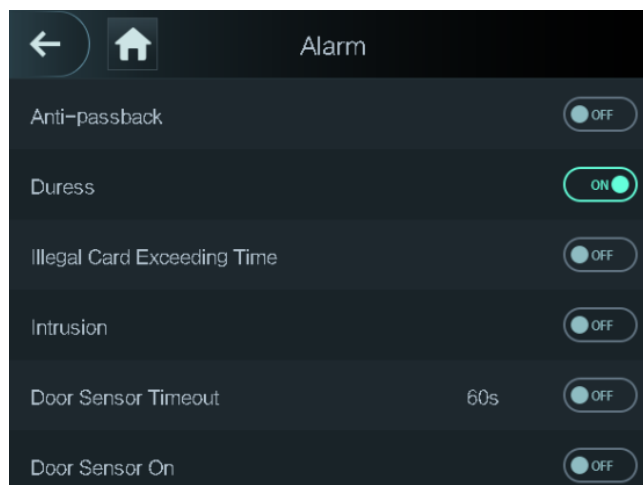 Alarm
Anti-passback OFF
Duress ON
Illegal Card Exceeding Time OFF
Intrusion OFF
Door Sensor Timeout 60s OFF
Door Sensor On OFF